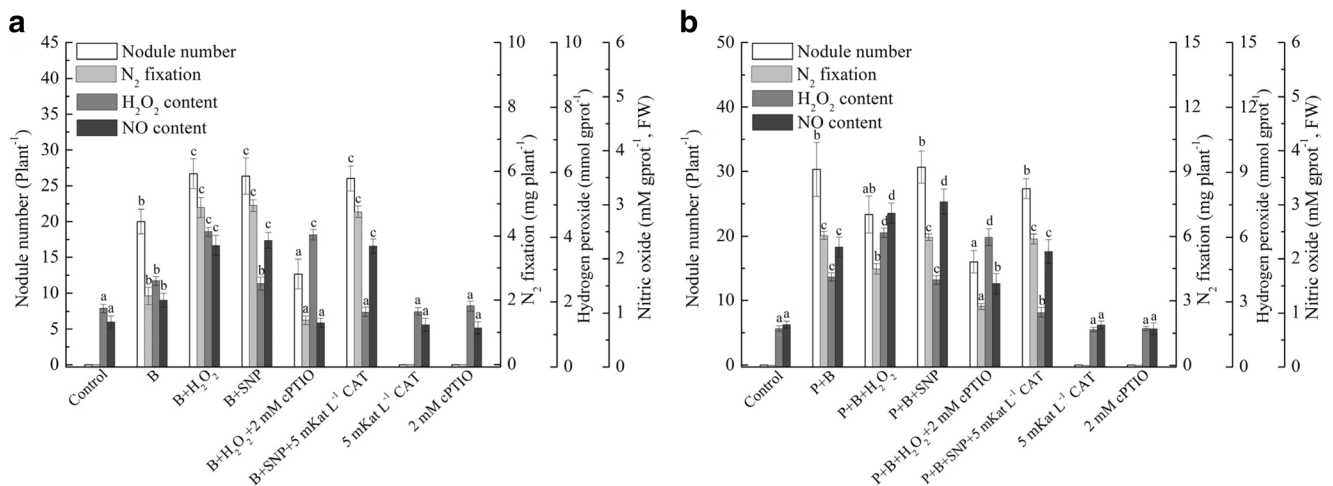 a
Nodule number (Plant⁻¹)
45
40
35
30
25
20
15
10
5
0
Nodule number
N₂ fixation
H₂O₂ content
NO content
a
a
b
b
b
b
c
c
c
c
c
c
b
c
a
a
c
a
c
c
a
c
a
a
a
a
Control
B
B+H₂O₂
B+SNP
B+H₂O₂+2 mM cPTIO
B+SNP+5 mKat L⁻¹ CAT
5 mKat L⁻¹ CAT
2 mM cPTIO
10
8
6
4
2
0
N₂ fixation (mg plant⁻¹)
10
8
6
4
2
0
Hydrogen peroxide (mmol gprot⁻¹)
6
5
4
3
2
1
0
Nitric oxide (mM gprot⁻¹, FW)
b
Nodule number (Plant⁻¹)
50
40
30
20
10
0
Nodule number
N₂ fixation
H₂O₂ content
NO content
a
a
b
c
c
c
ab
b
d
d
b
c
c
d
a
a
d
b
b
c
b
c
a
a
a
a
Control
P+B
P+B+H₂O₂
P+B+SNP
P+B+H₂O₂+2 mM cPTIO
P+B+SNP+5 mKat L⁻¹ CAT
5 mKat L⁻¹ CAT
2 mM cPTIO
15
12
9
6
3
0
N₂ fixation (mg plant⁻¹)
15
12
9
6
3
0
Hydrogen peroxide (mmol gprot⁻¹)
6
5
4
3
2
1
0
Nitric oxide (mM gprot⁻¹, FW)